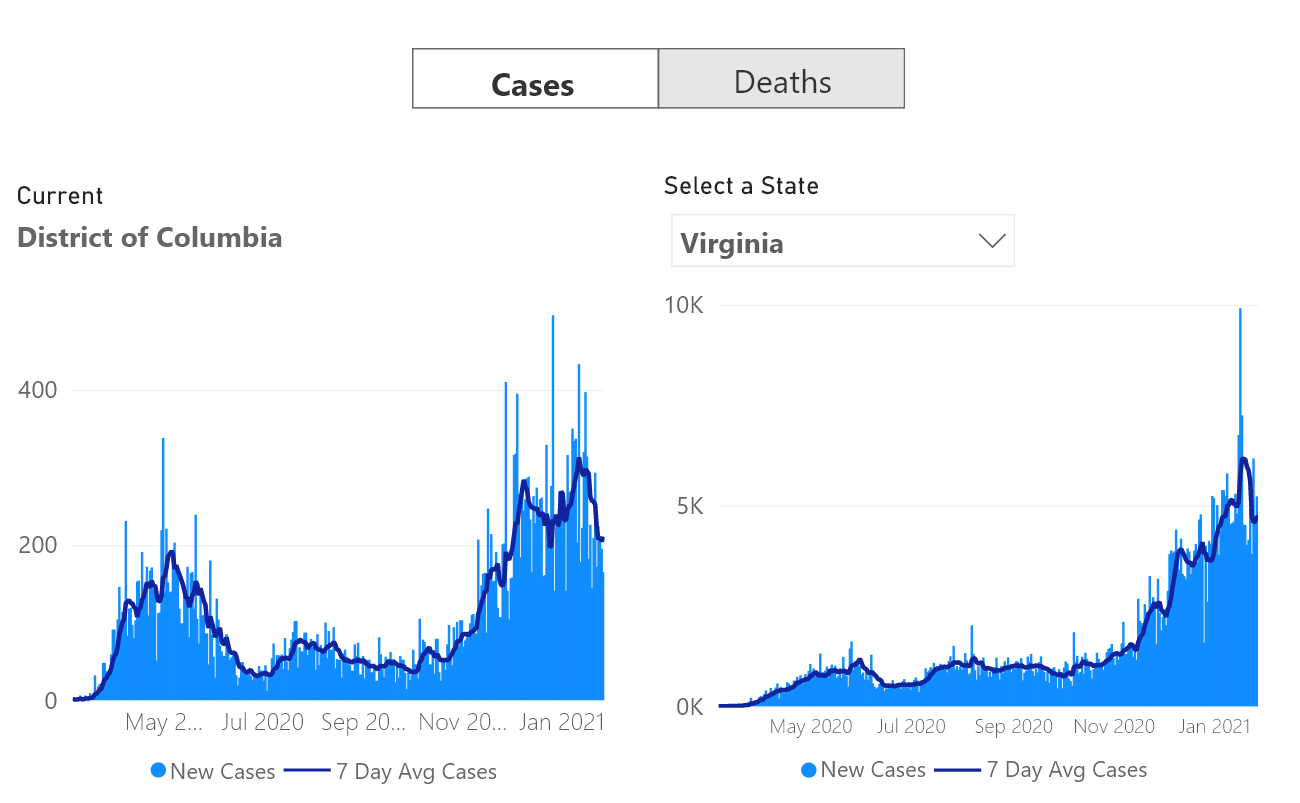 Cases
Deaths
Current
District of Columbia
Select a State
Virginia
400
200
0
May 2...
Jul 2020
Sep 20...
Nov 20...
Jan 2021
New Cases
7 Day Avg Cases
10K
5K
0K
May 2020
Jul 2020
Sep 2020
Nov 2020
Jan 2021
New Cases
7 Day Avg Cases